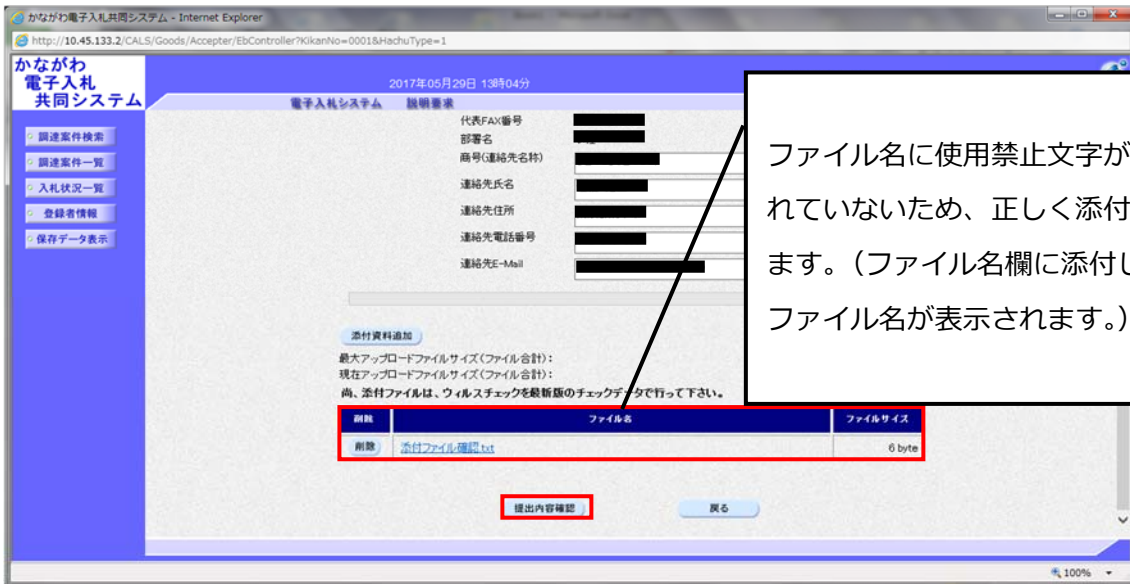 かながわ電子入札共同システム - Internet Explorer
http://10.45.133.2/CALS/Goods/Accepter/EbController?KikanNo=0001&HachuType=1
かながわ
電子入札
共同システム
2017年05月29日 13時04分
電子入札システム 説明要求
調達案件検索
調達案件一覧
入札状況一覧
登録者情報
保存データ表示
代表FAX番号
部署名
商号(連絡先名称)
連絡先氏名
連絡先住所
連絡先電話番号
連絡先E-Mail
ファイル名に使用禁止文字が
れていないため、正しく添付
ます。（ファイル名欄に添付し
ファイル名が表示されます。）
添付資料追加
最大アップロードファイルサイズ(ファイル合計):
現在アップロードファイルサイズ(ファイル合計):
尚、添付ファイルは、ウィルスチェックを最新版のチェックデータで行って下さい。
削除 ファイル名 ファイルサイズ
削除 添付ファイル確認.txt 6 byte
提出内容確認 戻る
100%